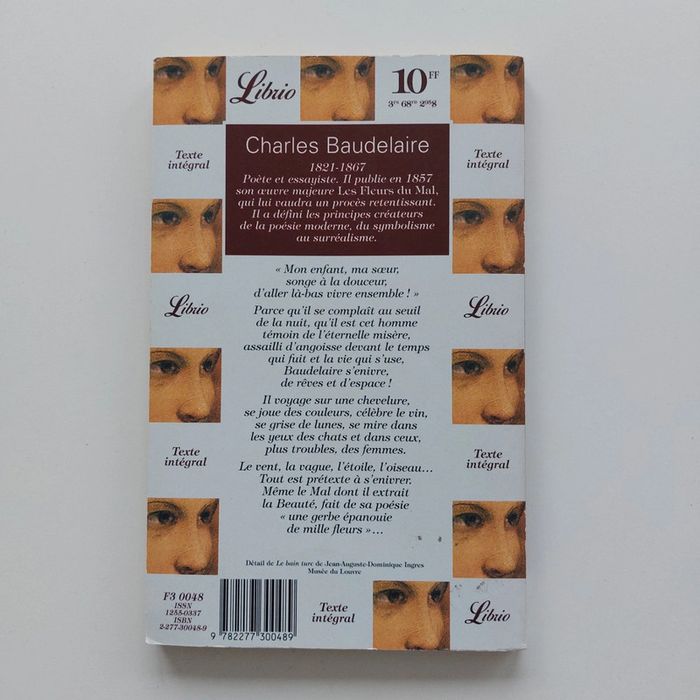 Librio
10 FF
3FS 68FB 2$58
Charles Baudelaire
1821-1867
Poète et essayiste. Il publie en 1857
son œuvre majeure Les Fleurs du Mal,
qui lui vaudra un procès retentissant.
Il a défini les principes créateurs
de la poésie moderne, du symbolisme
au surréalisme.
Texte
intégral
Texte
intégral
« Mon enfant, ma sœur,
songe à la douceur,
d'aller là-bas vivre ensemble ! »
Librio
Librio
Parce qu'il se complaît au seuil
de la nuit, qu'il est cet homme
témoin de l'éternelle misère,
assailli d'angoisse devant le temps
qui fuit et la vie qui s'use,
Baudelaire s'enivre,
de rêves et d'espace !
Il voyage sur une chevelure,
se joue des couleurs, célèbre le vin,
se grise de lunes, se mire dans
les yeux des chats et dans ceux,
plus troubles, des femmes.
Texte
intégral
Texte
intégral
Le vent, la vague, l'étoile, l'oiseau...
Tout est prétexte à s'enivrer.
Même le Mal dont il extrait
la Beauté, fait de sa poésie
« une gerbe épanouie
de mille fleurs »...
Détail de Le bain turc de Jean-Auguste-Dominique Ingres
Musée du Louvre
F3 0048
ISSN
1255-0337
ISBN
2-277-30048-9
9 782277 300489
Texte
intégral
Librio